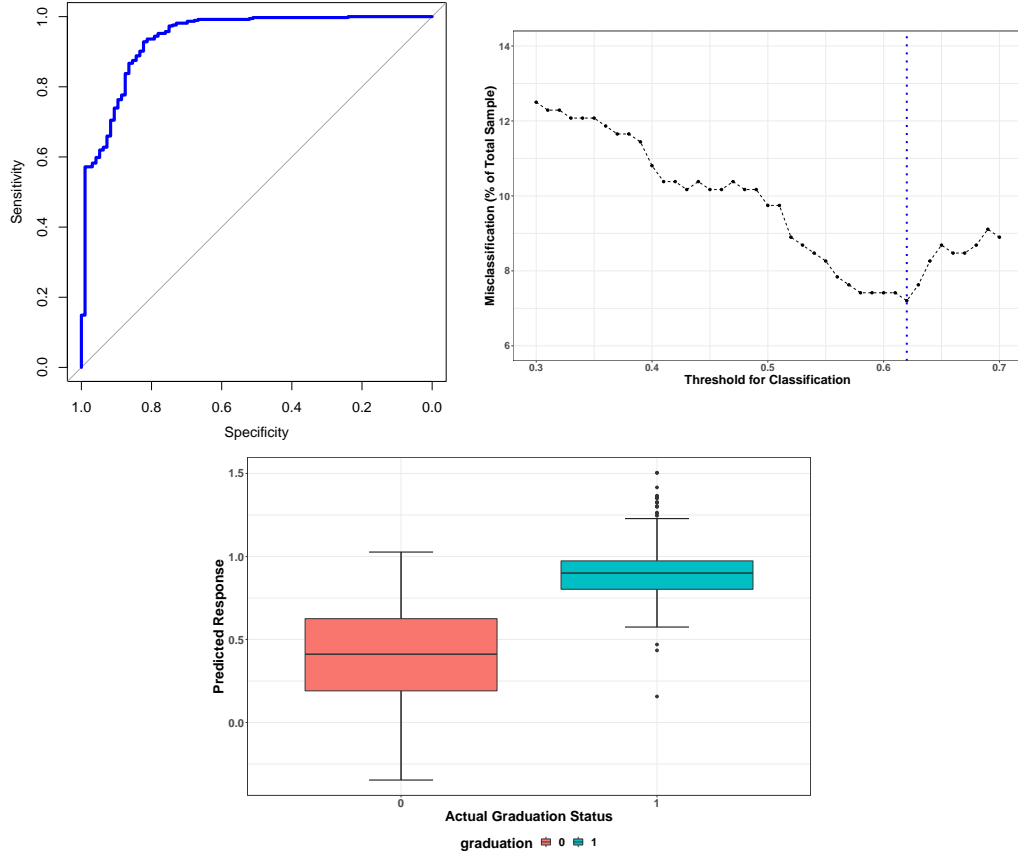 Sensitivity
1.0
0.8
0.6
0.4
0.2
0.0
1.0 0.8 0.6 0.4 0.2 0.0
Specificity
Misclassification (% of Total Sample)
14
12
10
8
6
0.3 0.4 0.5 0.6 0.7
Threshold for Classification
Predicted Response
1.5
1.0
0.5
0.0
0 1
Actual Graduation Status
graduation 0 1